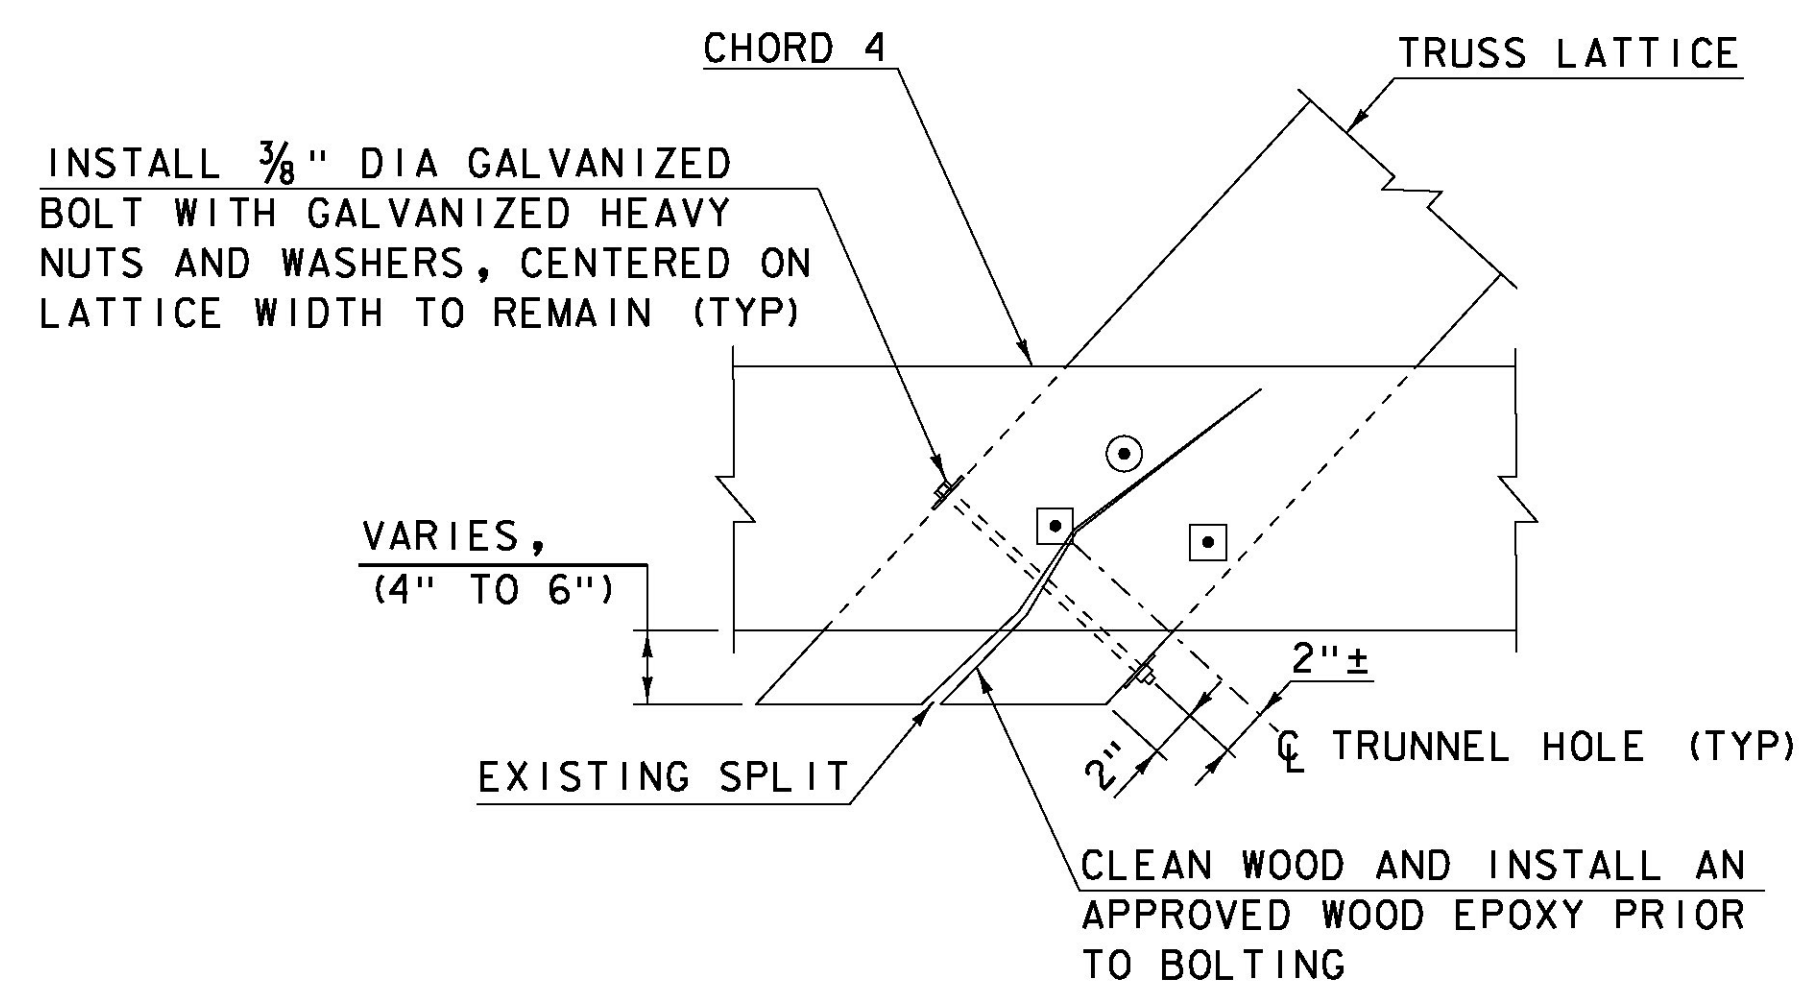 CHORD 4
TRUSS LATTICE
INSTALL ⅜" DIA GALVANIZED
BOLT WITH GALVANIZED HEAVY
NUTS AND WASHERS, CENTERED ON
LATTICE WIDTH TO REMAIN (TYP)
VARIES,
(4" TO 6")
2"±
2"
℄ TRUNNEL HOLE (TYP)
EXISTING SPLIT
CLEAN WOOD AND INSTALL AN
APPROVED WOOD EPOXY PRIOR
TO BOLTING